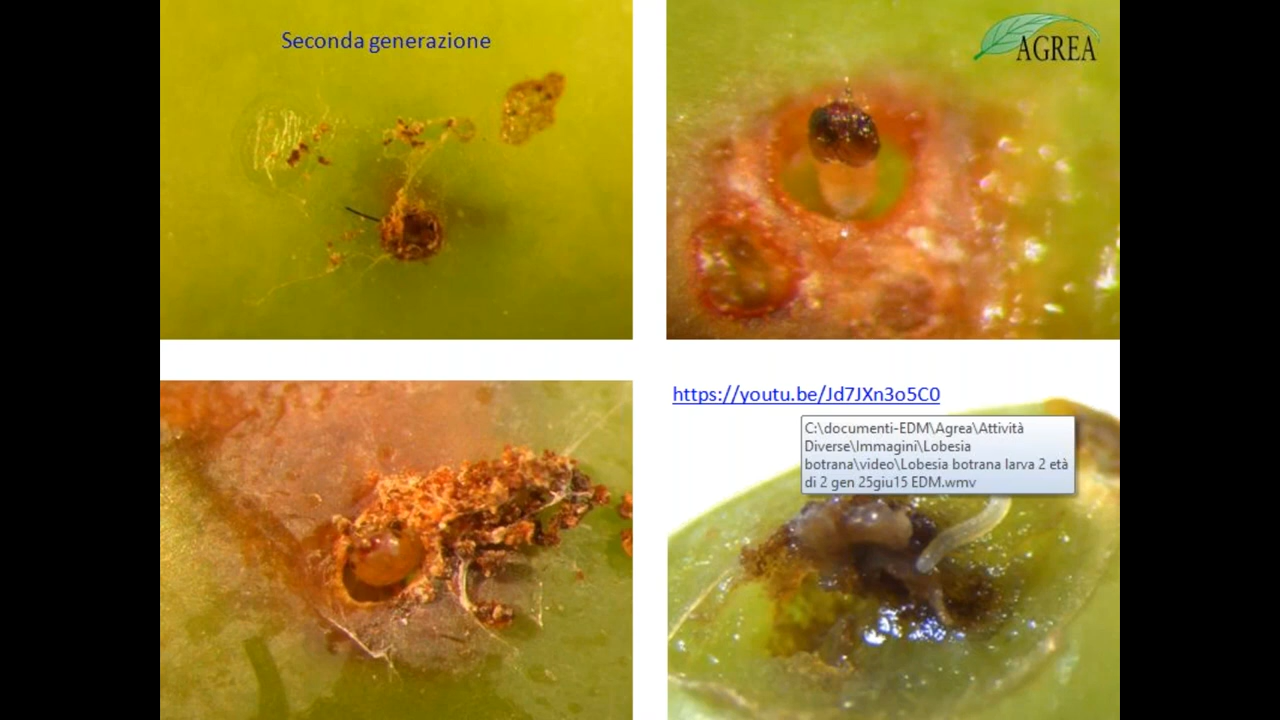 Seconda generazione
AGREA
https://youtu.be/Jd7JXn3o5C0
C:\documenti-EDM\Agrea\Attività
Diverse\Immagini\Lobesia
botrana\video\Lobesia botrana larva 2 età
di 2 gen 25giu15 EDM.wmv